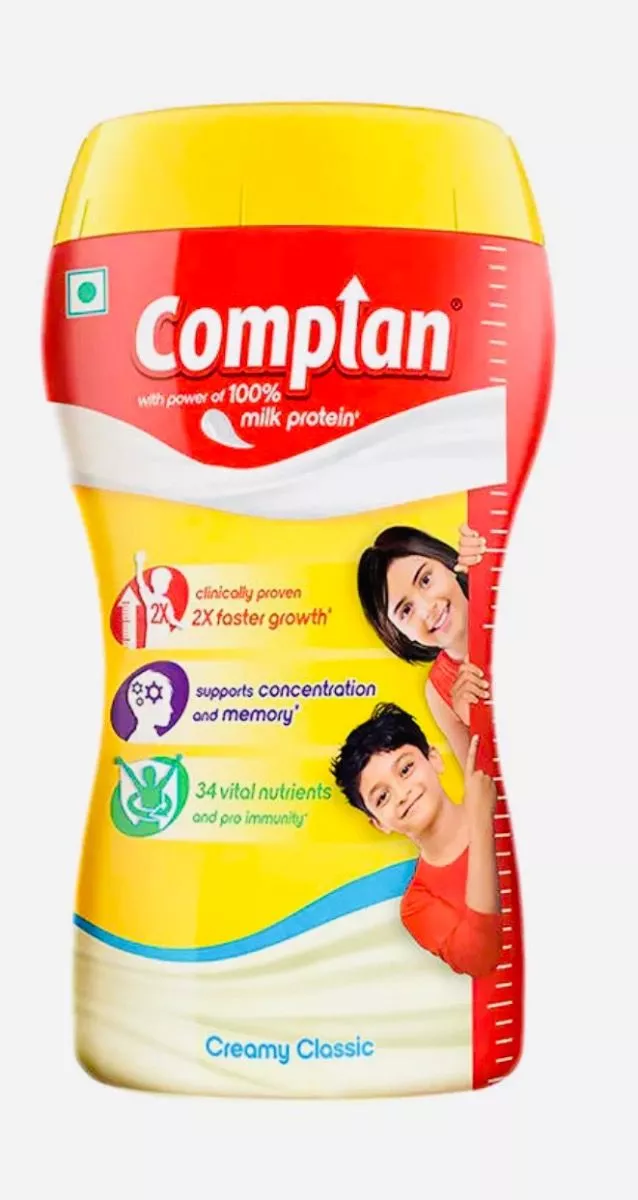 Complan®
with power of 100%
milk protein*
2X
clinically proven
2X faster growth*
supports concentration
and memory*
34 vital nutrients
and pro immunity*
Creamy Classic